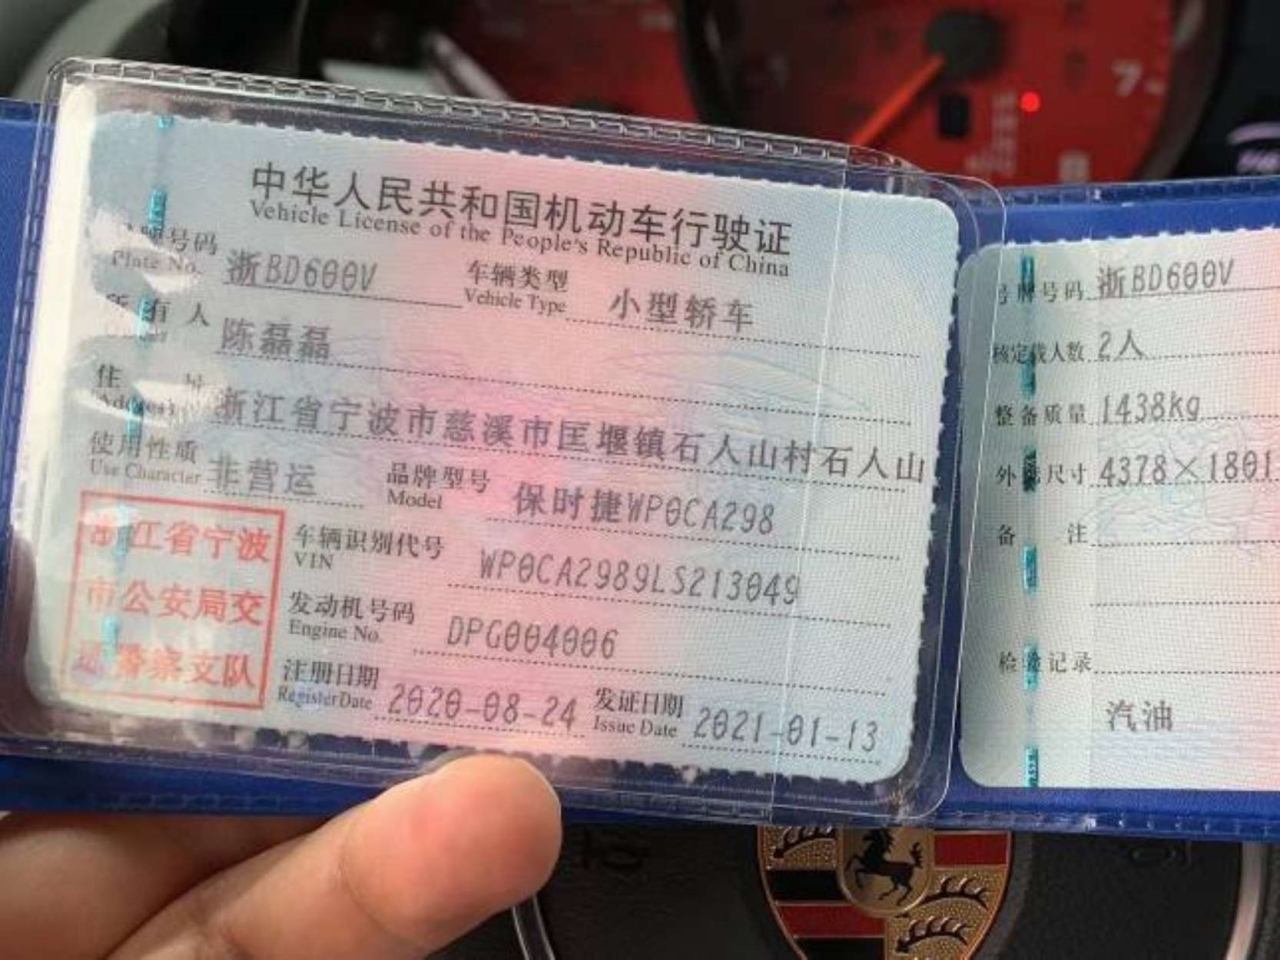 中华人民共和国机动车行驶证
Vehicle License of the People's Republic of China
号牌号码 浙BD600V 车辆类型 小型轿车
Plate No. Vehicle Type
所有人 陈磊磊
住址 浙江省宁波市慈溪市匡堰镇石人山村石人山
Address
使用性质 非营运 品牌型号 保时捷WP0CA298
Use Character Model
浙江省宁波
市公安局交
通警察支队
车辆识别代号 WP0CA2989LS213049
VIN
发动机号码 DPG004006
Engine No.
注册日期 2020-08-24 发证日期 2021-01-13
Register Date Issue Date
号牌号码 浙BD600V
核定载人数 2人
整备质量 1438kg
外廓尺寸 4378×1801
备注
检验记录
汽油
7
8